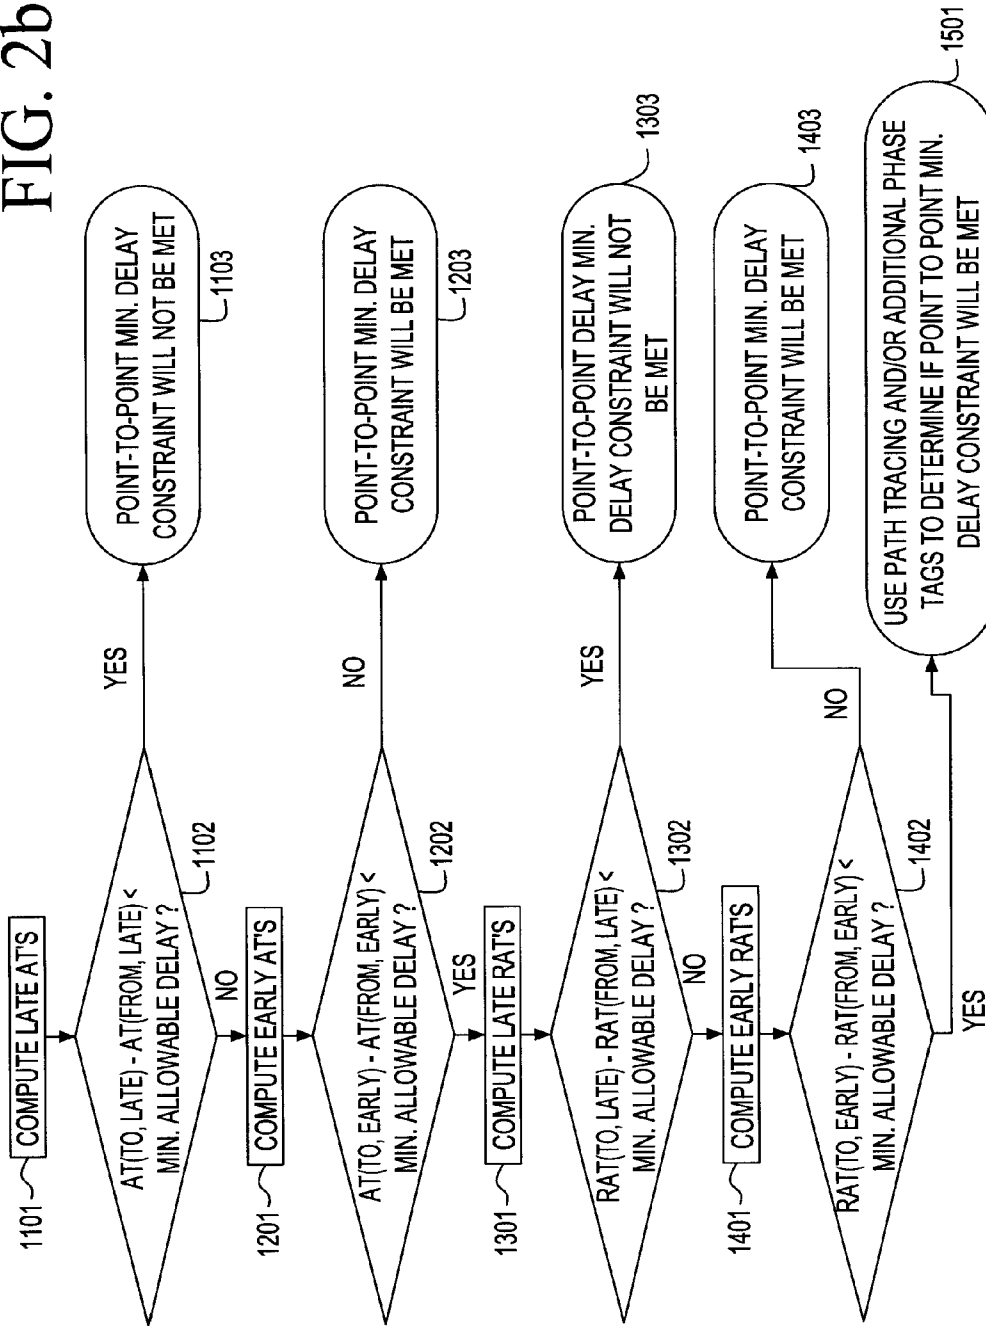 FIG. 2b
1101
COMPUTE LATE AT'S
AT(TO, LATE) - AT(FROM, LATE) <
MIN. ALLOWABLE DELAY ?
1102
YES
POINT-TO-POINT MIN. DELAY
CONSTRAINT WILL NOT BE MET
1103
NO
1201
COMPUTE EARLY AT'S
AT(TO, EARLY) - AT(FROM, EARLY) <
MIN. ALLOWABLE DELAY ?
1202
NO
POINT-TO-POINT MIN. DELAY
CONSTRAINT WILL BE MET
1203
YES
1301
COMPUTE LATE RAT'S
RAT(TO, LATE) - RAT(FROM, LATE) <
MIN. ALLOWABLE DELAY ?
1302
YES
POINT-TO-POINT DELAY MIN.
DELAY CONSTRAINT WILL NOT
BE MET
1303
NO
1401
COMPUTE EARLY RAT'S
RAT(TO, EARLY) - RAT(FROM, EARLY) <
MIN. ALLOWABLE DELAY ?
1402
NO
POINT-TO-POINT MIN. DELAY
CONSTRAINT WILL BE MET
1403
YES
USE PATH TRACING AND/OR ADDITIONAL PHASE
TAGS TO DETERMINE IF POINT TO POINT MIN.
DELAY CONSTRAINT WILL BE MET
1501